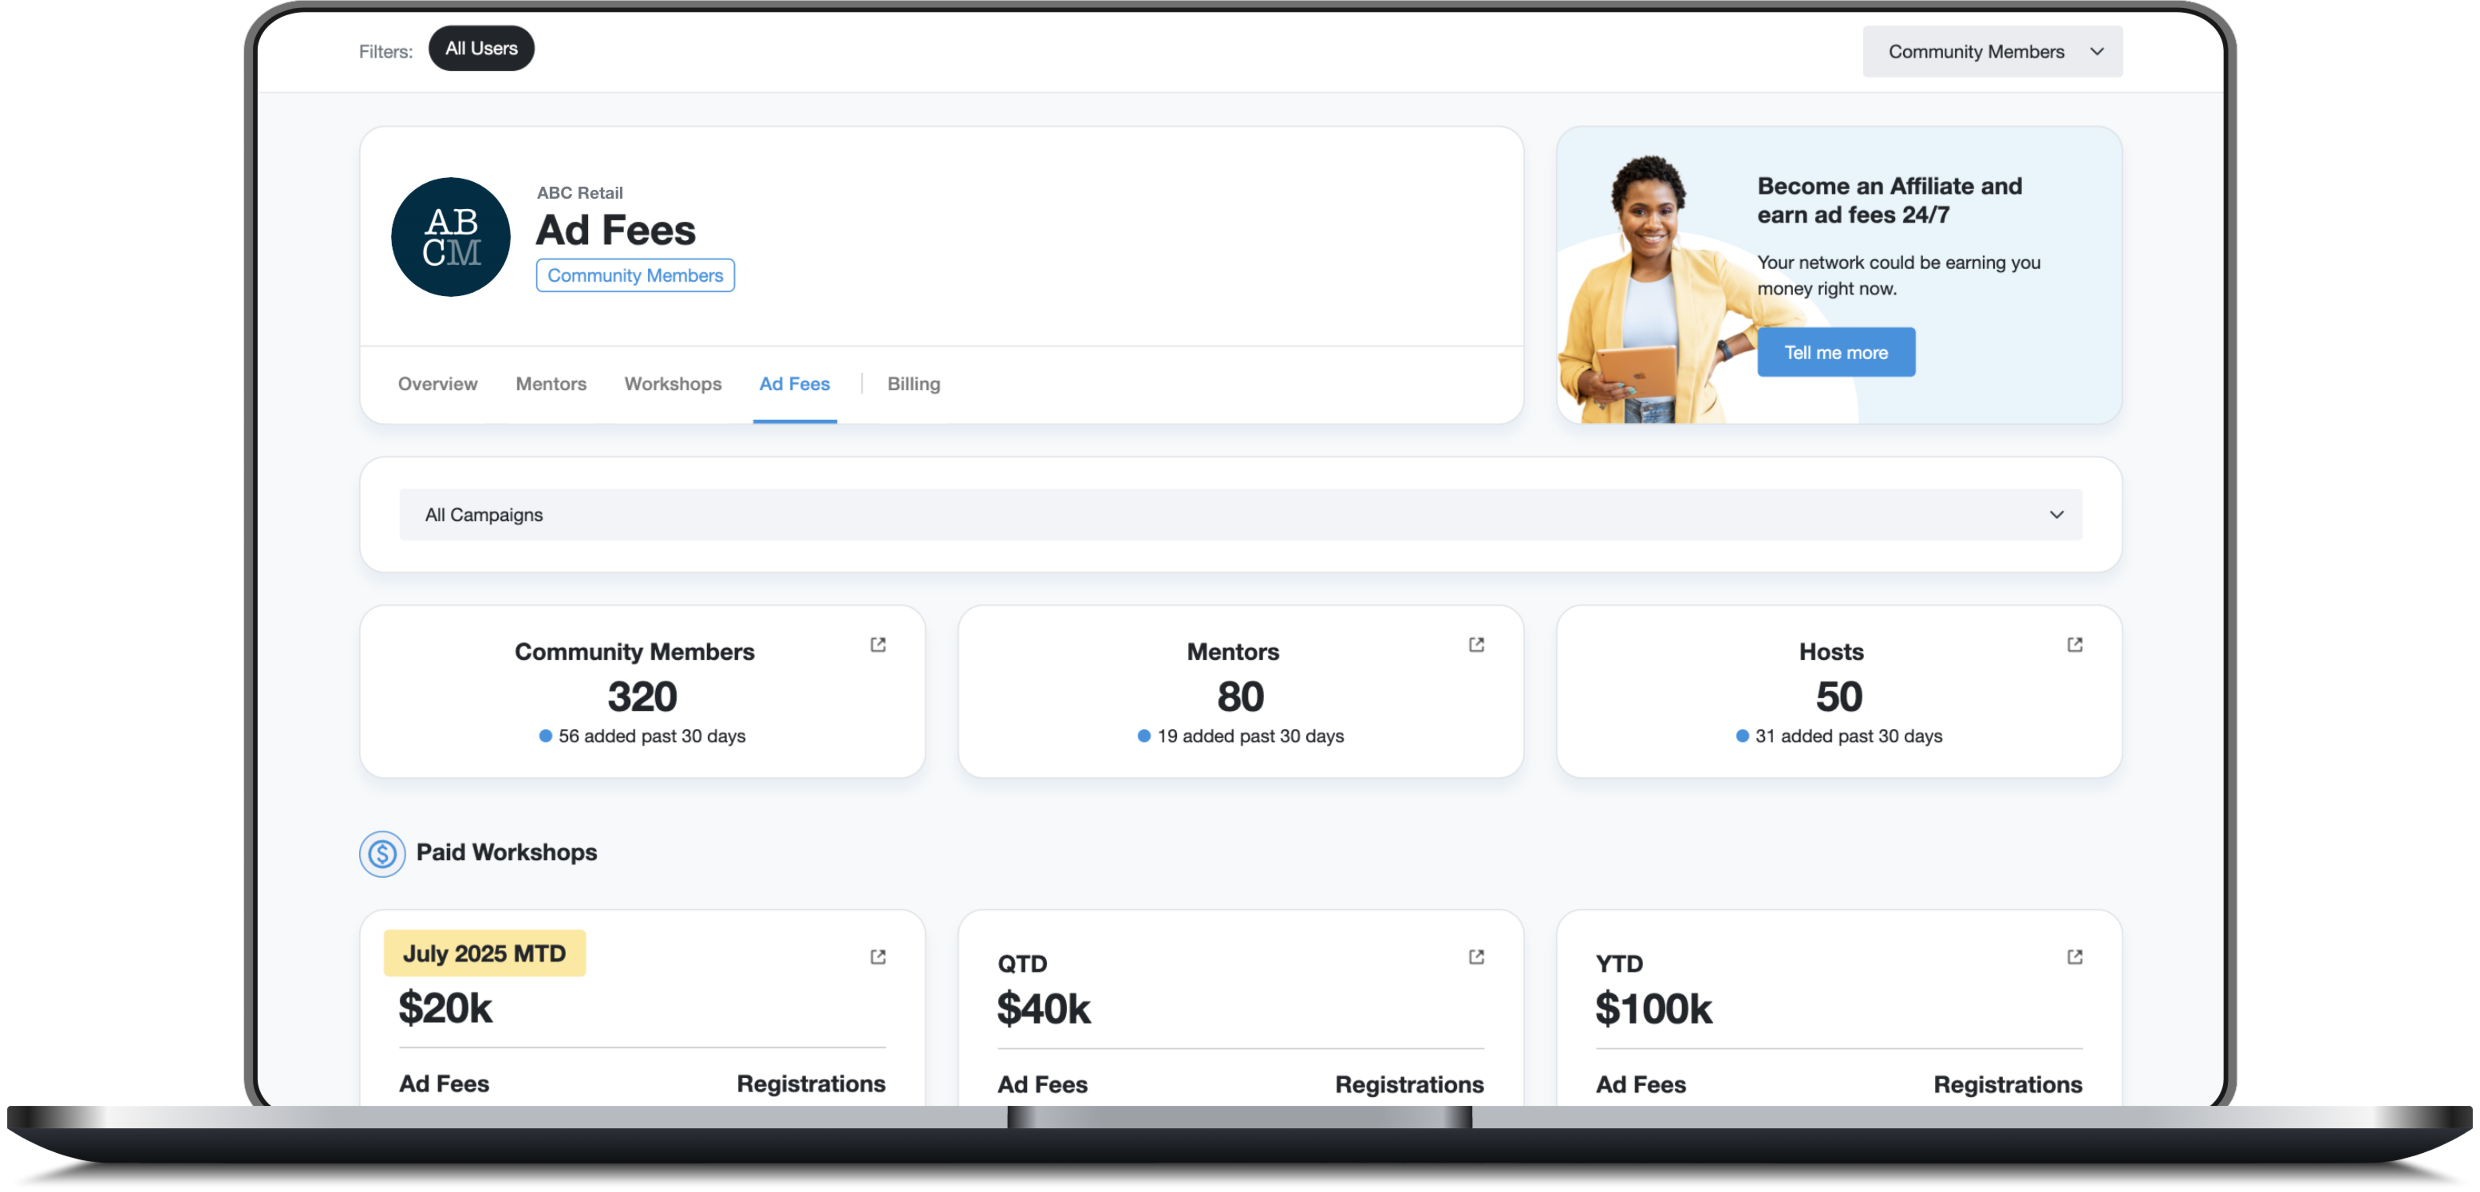 Filters:
All Users
Community Members
AB
CM
ABC Retail
Ad Fees
Community Members
Become an Affiliate and
earn ad fees 24/7
Your network could be earning you
money right now.
Tell me more
Overview
Mentors
Workshops
Ad Fees
Billing
All Campaigns
Community Members
320
56 added past 30 days
Mentors
80
19 added past 30 days
Hosts
50
31 added past 30 days
Paid Workshops
July 2025 MTD
$20k
Ad Fees
Registrations
QTD
$40k
Ad Fees
Registrations
YTD
$100k
Ad Fees
Registrations